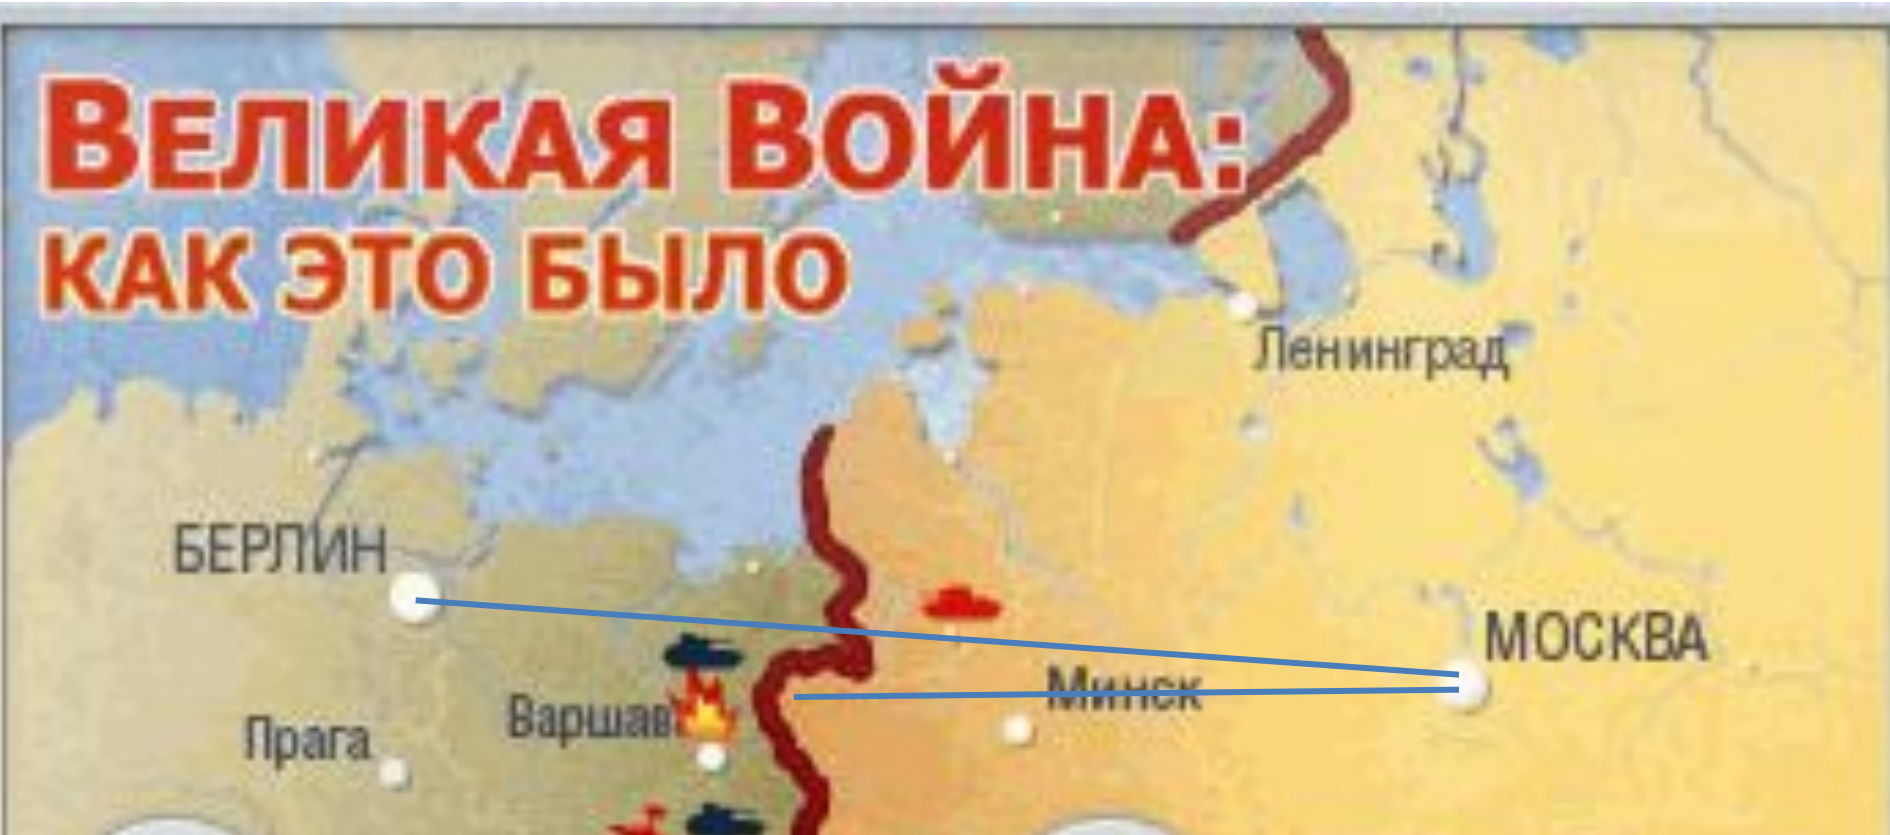 ВЕЛИКАЯ ВОЙНА:
КАК ЭТО БЫЛО
Ленинград
БЕРЛИН
МОСКВА
Минск
Варшав
Прага